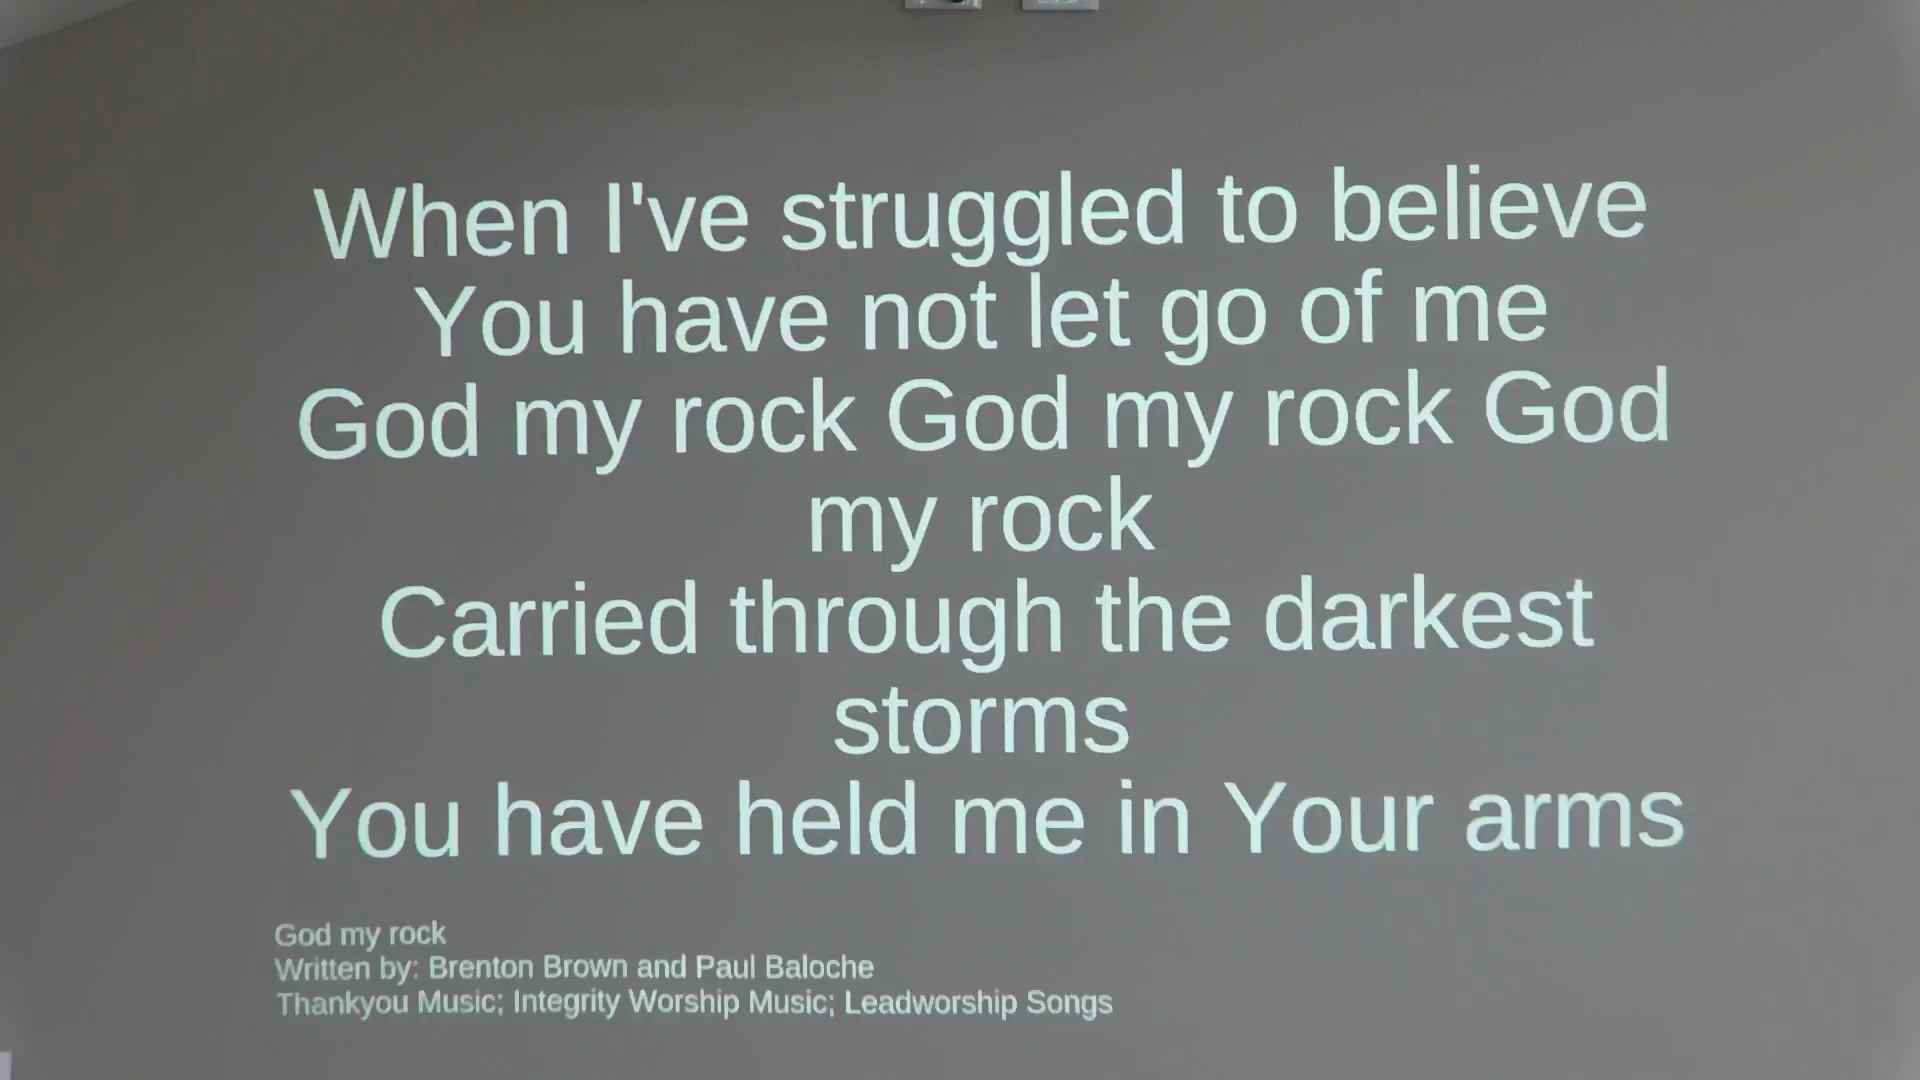 When I've struggled to believe
You have not let go of me
God my rock God my rock God
my rock
Carried through the darkest
storms
You have held me in Your arms
God my rock
Written by: Brenton Brown and Paul Baloche
Thankyou Music; Integrity Worship Music; Leadworship Songs